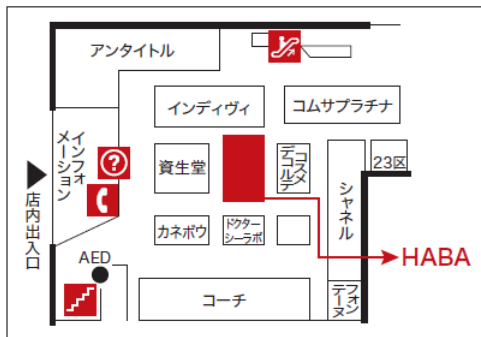 アンタイトル
インディヴィ
コムサプラチナ
インフォ
メーション
?
資生堂
コスメ
デコルテ
23区
シャネル
店内出入口
カネボウ
ドクター
シーラボ
HABA
AED
コーチ
フォン
テーヌ